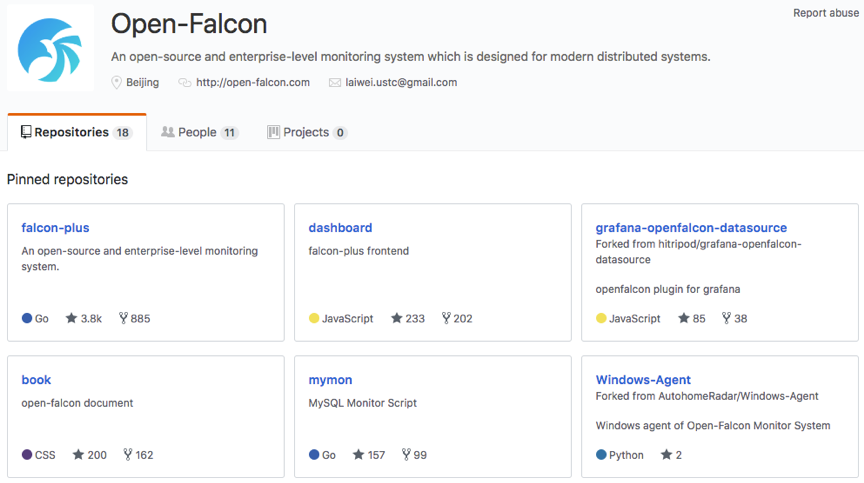 Open-Falcon
Report abuse
An open-source and enterprise-level monitoring system which is designed for modern distributed systems.
Beijing http://open-falcon.com laiwei.ustc@gmail.com
Repositories 18 People 11 Projects 0
Pinned repositories
falcon-plus
An open-source and enterprise-level monitoring
system.
Go 3.8k 885
dashboard
falcon-plus frontend
JavaScript 233 202
grafana-openfalcon-datasource
Forked from hitripod/grafana-openfalcon-
datasource
openfalcon plugin for grafana
JavaScript 85 38
book
open-falcon document
CSS 200 162
mymon
MySQL Monitor Script
Go 157 99
Windows-Agent
Forked from AutohomeRadar/Windows-Agent
Windows agent of Open-Falcon Monitor System
Python 2